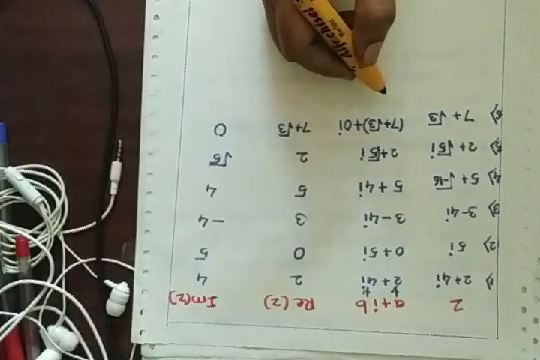 Z a+ib Re(z) Im(z)
1) 2+4i 2+4i 2 4
2) 5i 0+5i 0 5
3) 3-4i 3-4i 3 -4
4) 5+√-16 5+4i 5 4
5) 2+√5i 2+√5i 2 √5
6) 7+√3 (7+√3)+0i 7+√3 0